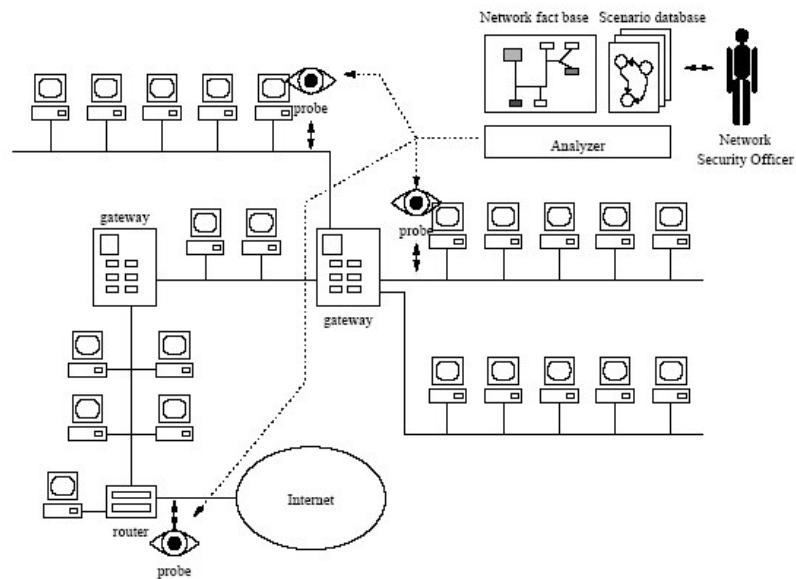 Network fact base
Scenario database
probe
Analyzer
Network
Security Officer
gateway
probe
gateway
Internet
router
probe